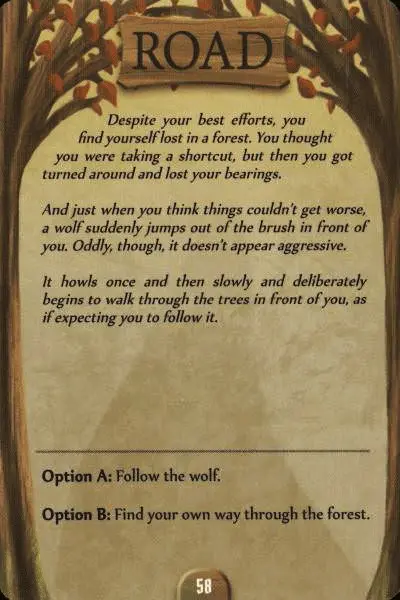 ROAD
Despite your best efforts, you
find yourself lost in a forest. You thought
you were taking a shortcut, but then you got
turned around and lost your bearings.
And just when you think things couldn't get worse,
a wolf suddenly jumps out of the brush in front of
you. Oddly, though, it doesn't appear aggressive.
It howls once and then slowly and deliberately
begins to walk through the trees in front of you, as
if expecting you to follow it.
Option A: Follow the wolf.
Option B: Find your own way through the forest.
58